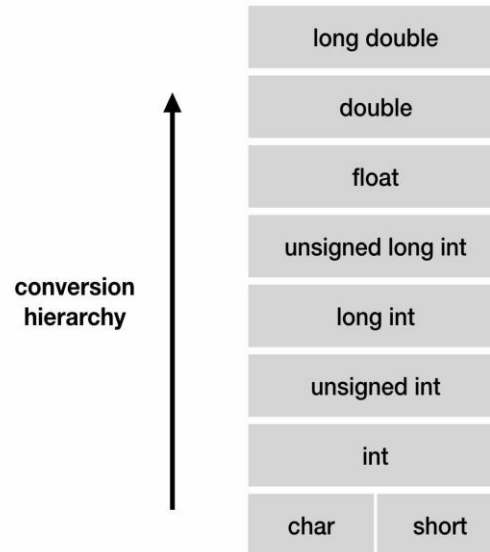 long double
double
float
unsigned long int
conversion
hierarchy
long int
unsigned int
int
char short